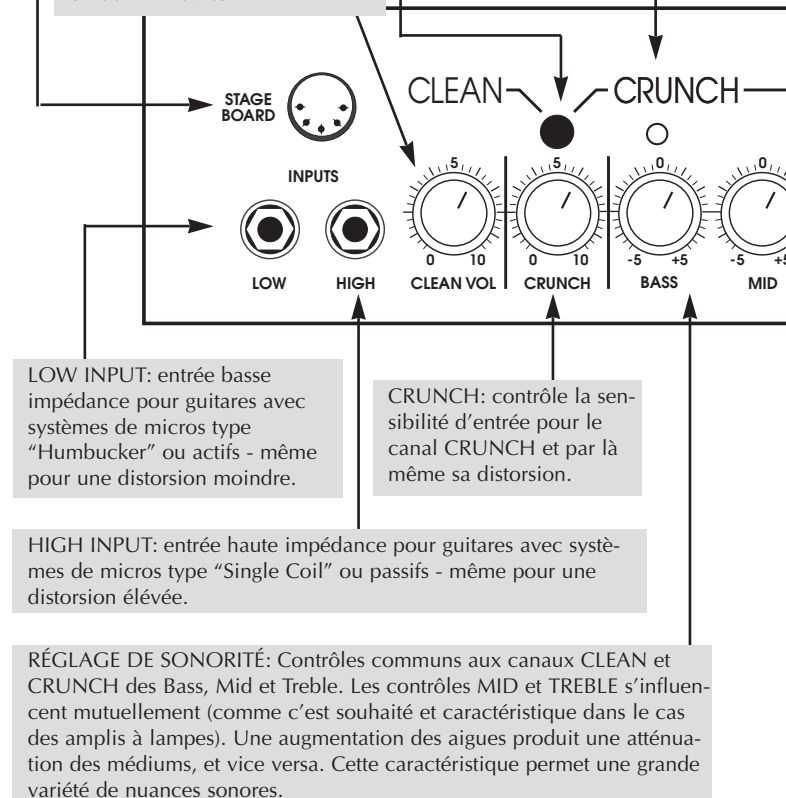 CLEAN CRUNCH
STAGE
BOARD
INPUTS
5 5 0 0
0 10 0 10 -5 +5 -5 +5
LOW HIGH CLEAN VOL CRUNCH BASS MID
LOW INPUT: entrée basse
impédance pour guitares avec
systèmes de micros type
“Humbucker” ou actifs - même
pour une distorsion moindre.
CRUNCH: contrôle la sen-
sibilité d’entrée pour le
canal CRUNCH et par là
même sa distorsion.
HIGH INPUT: entrée haute impédance pour guitares avec systè-
mes de micros type “Single Coil” ou passifs - même pour une
distorsion élévée.
RÉGLAGE DE SONORITÉ: Contrôles communs aux canaux CLEAN et
CRUNCH des Bass, Mid et Treble. Les contrôles MID et TREBLE s’influen-
cent mutuellement (comme c’est souhaité et caractéristique dans le cas
des amplis à lampes). Une augmentation des aigues produit une atténua-
tion des médiums, et vice versa. Cette caractéristique permet une grande
variété de nuances sonores.